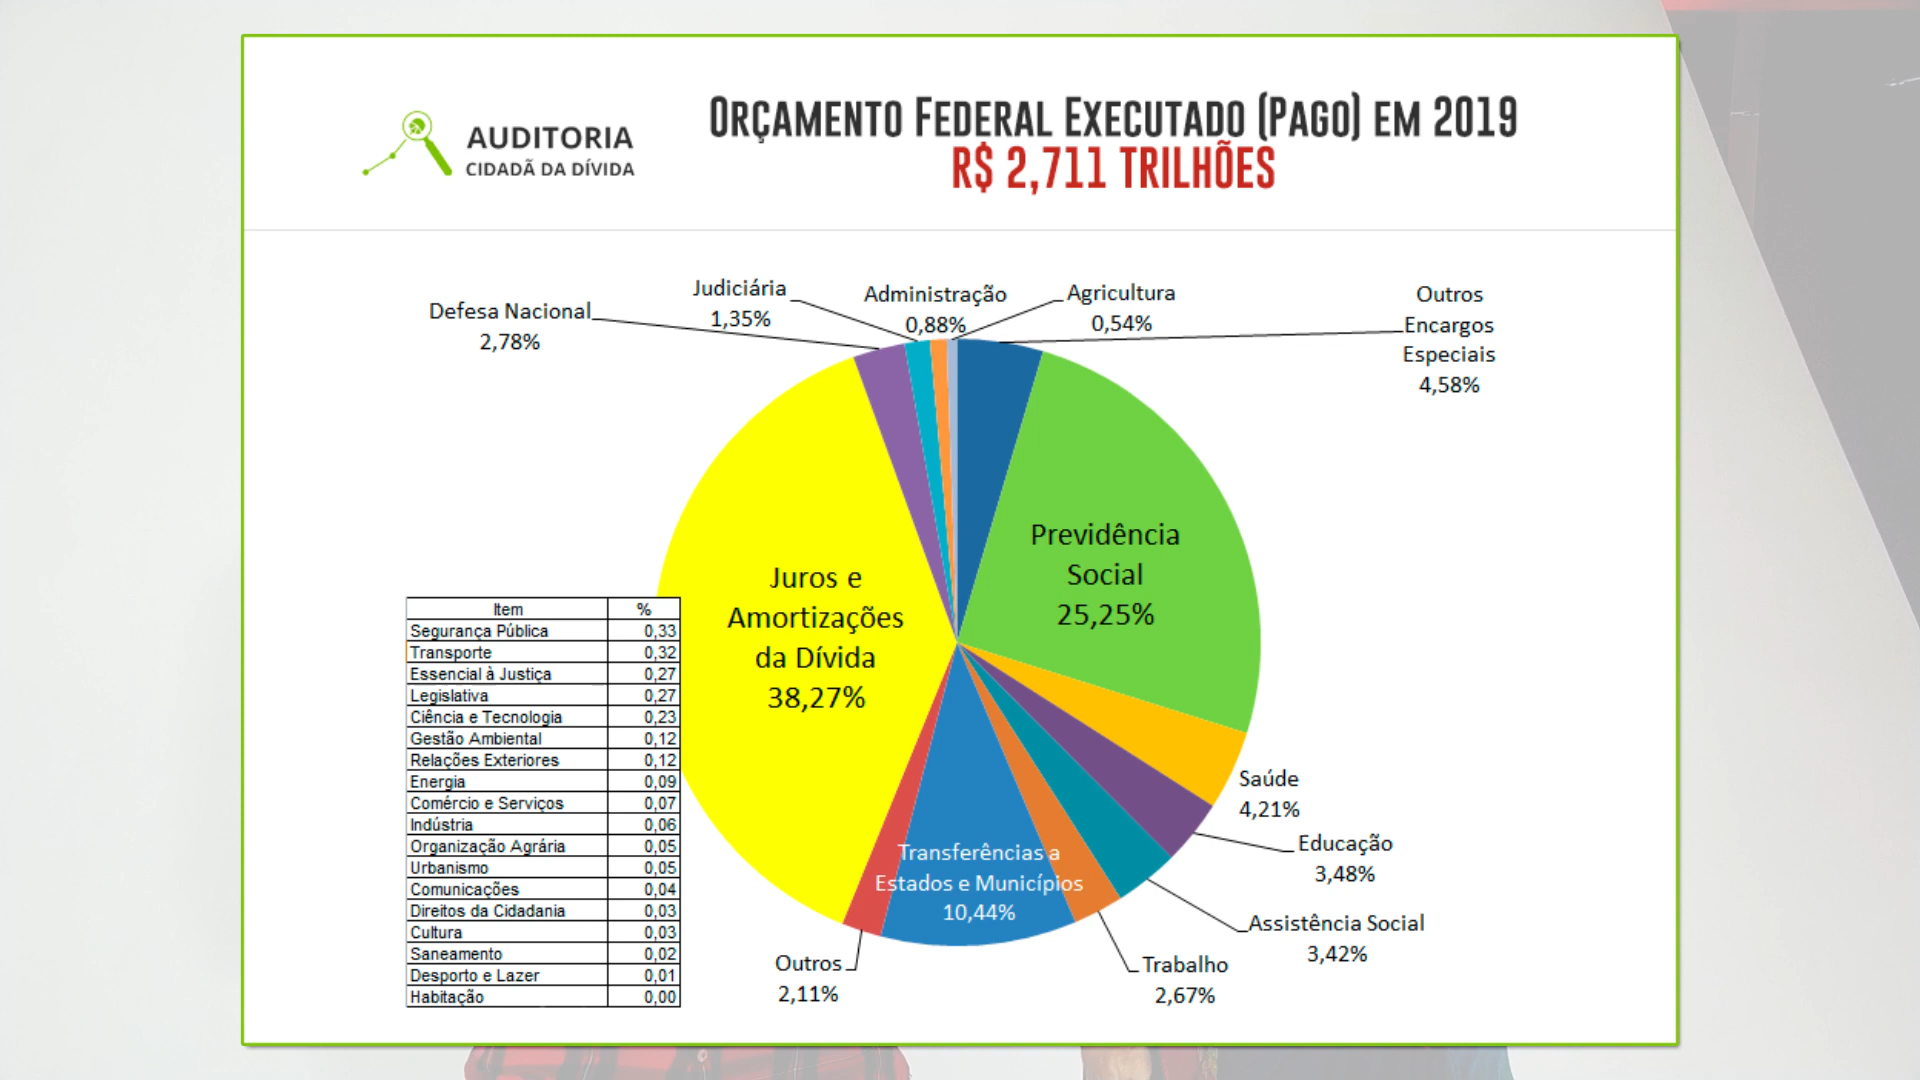 AUDITORIA
CIDADÃ DA DÍVIDA
ORÇAMENTO FEDERAL EXECUTADO (PAGO) EM 2019
R$ 2,711 TRILHÕES
Defesa Nacional
2,78%
Judiciária
1,35%
Administração
0,88%
Agricultura
0,54%
Outros
Encargos
Especiais
4,58%
Previdência
Social
25,25%
Juros e
Amortizações
da Dívida
38,27%
Saúde
4,21%
Educação
3,48%
Assistência Social
3,42%
Trabalho
2,67%
Transferências a
Estados e Municípios
10,44%
Outros
2,11%
Item %
Segurança Pública 0,33
Transporte 0,32
Essencial à Justiça 0,27
Legislativa 0,27
Ciência e Tecnologia 0,23
Gestão Ambiental 0,12
Relações Exteriores 0,12
Energia 0,09
Comércio e Serviços 0,07
Indústria 0,06
Organização Agrária 0,05
Urbanismo 0,05
Comunicações 0,04
Direitos da Cidadania 0,03
Cultura 0,03
Saneamento 0,02
Desporto e Lazer 0,01
Habitação 0,00